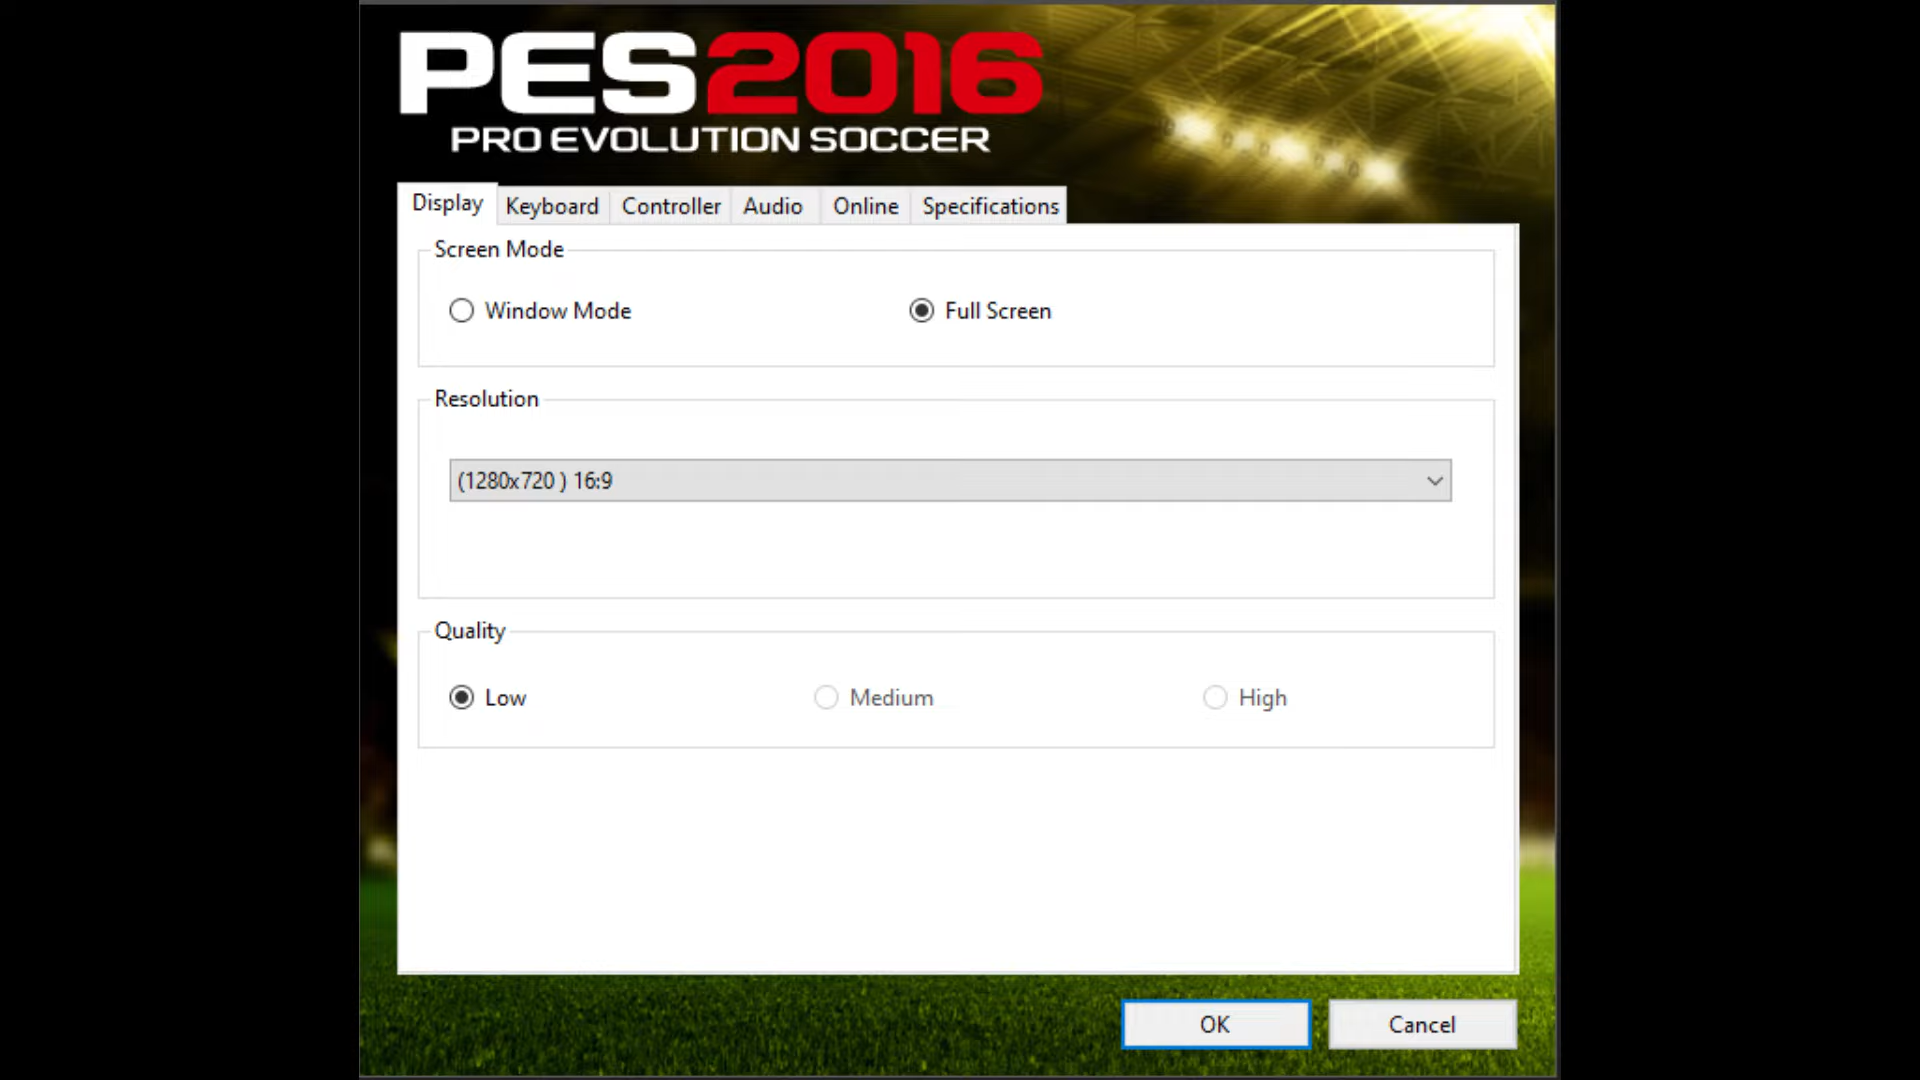 PES2016
PRO EVOLUTION SOCCER
Display Keyboard Controller Audio Online Specifications
Screen Mode
Window Mode Full Screen
Resolution
(1280x720 ) 16:9
Quality
Low Medium High
OK Cancel